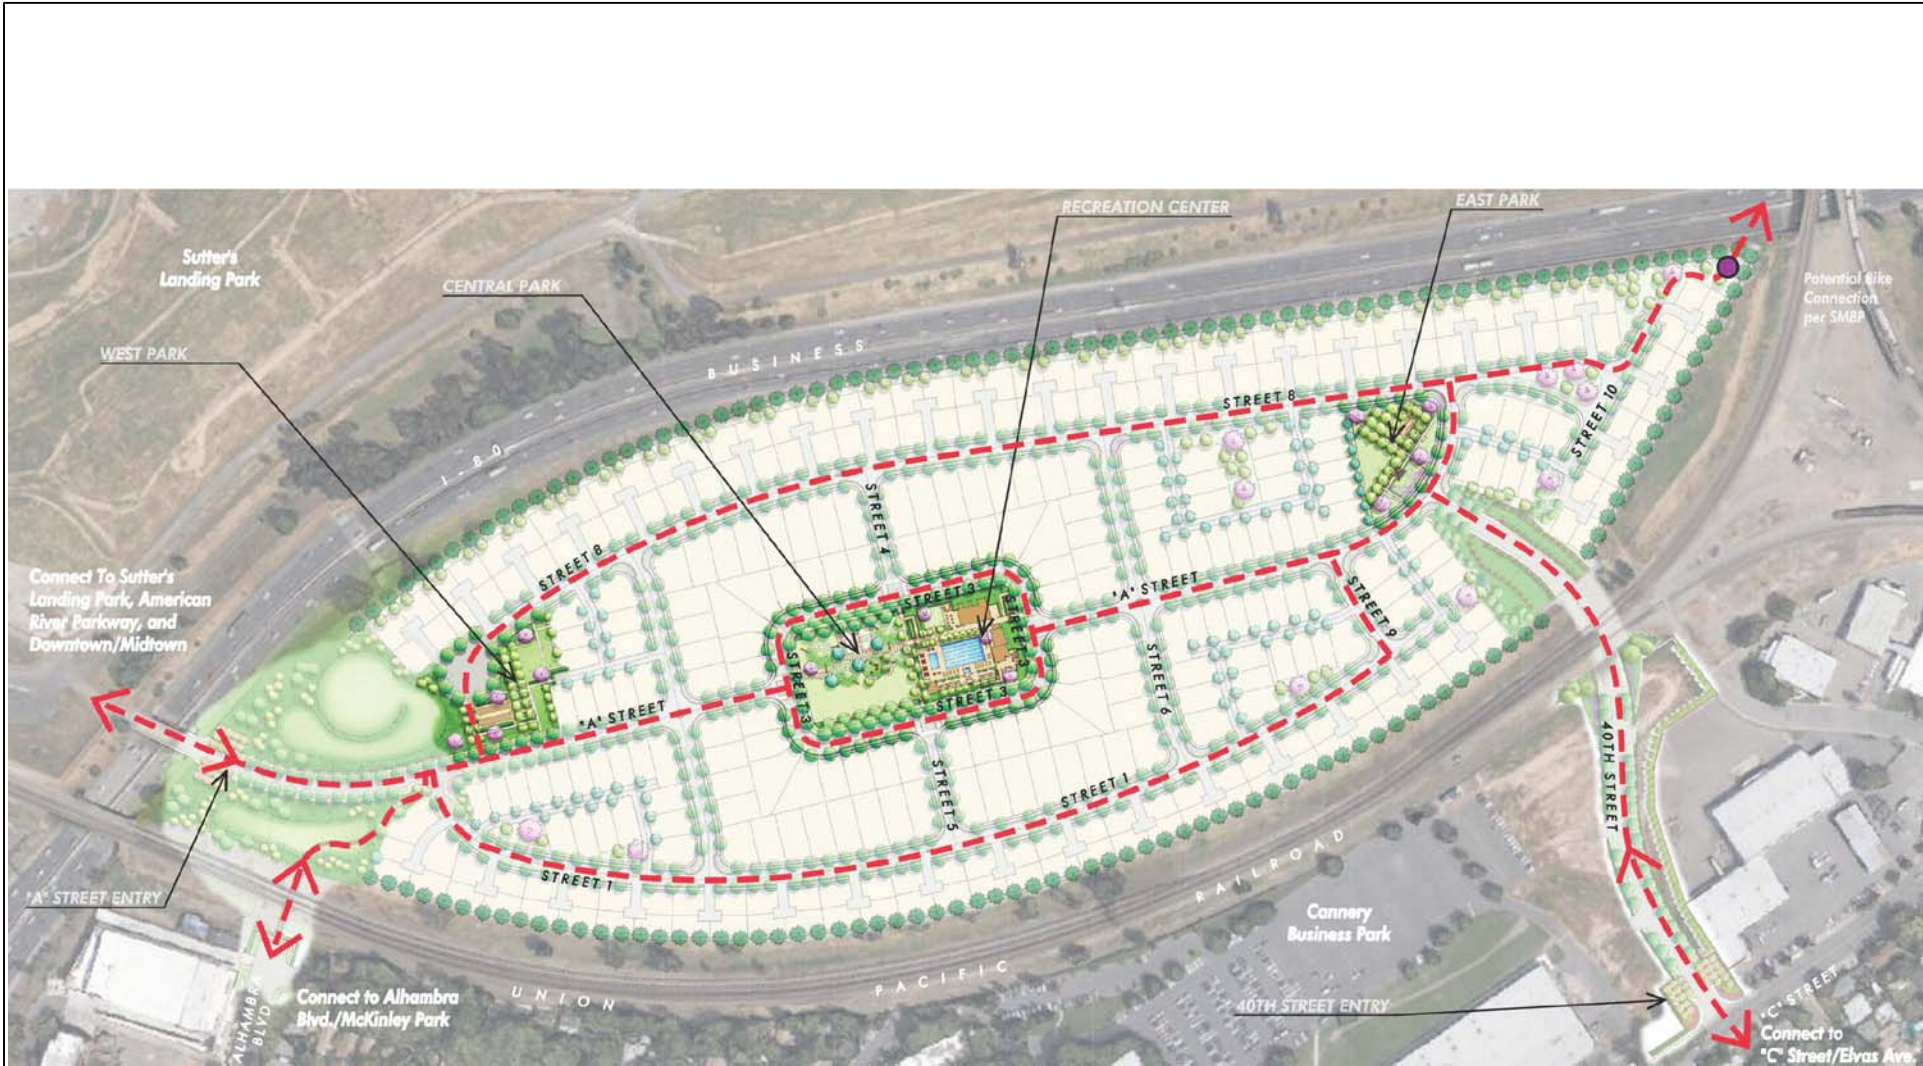 RECREATION CENTER
EAST PARK
Sutter's
Landing Park
CENTRAL PARK
Potential Bike
Connection
per SMBP
WEST PARK
BUSINESS
I-80
STREET 8
STREET 10
STREET 4
STREET 8
Connect To Sutter's
Landing Park, American
River Parkway, and
Downtown/Midtown
"A" STREET
STREET 3
STREET 3
STREET 9
STREET 3
STREET 3
STREET 6
"A" STREET
STREET 5
STREET 1
40TH STREET
STREET 1
"A" STREET ENTRY
RAILROAD
Cannery
Business Park
PACIFIC
UNION
Connect to Alhambra
Blvd./McKinley Park
ALHAMBRA
BLVD
40TH STREET ENTRY
"C" STREET
Connect to
"C" Street/Elvas Ave.